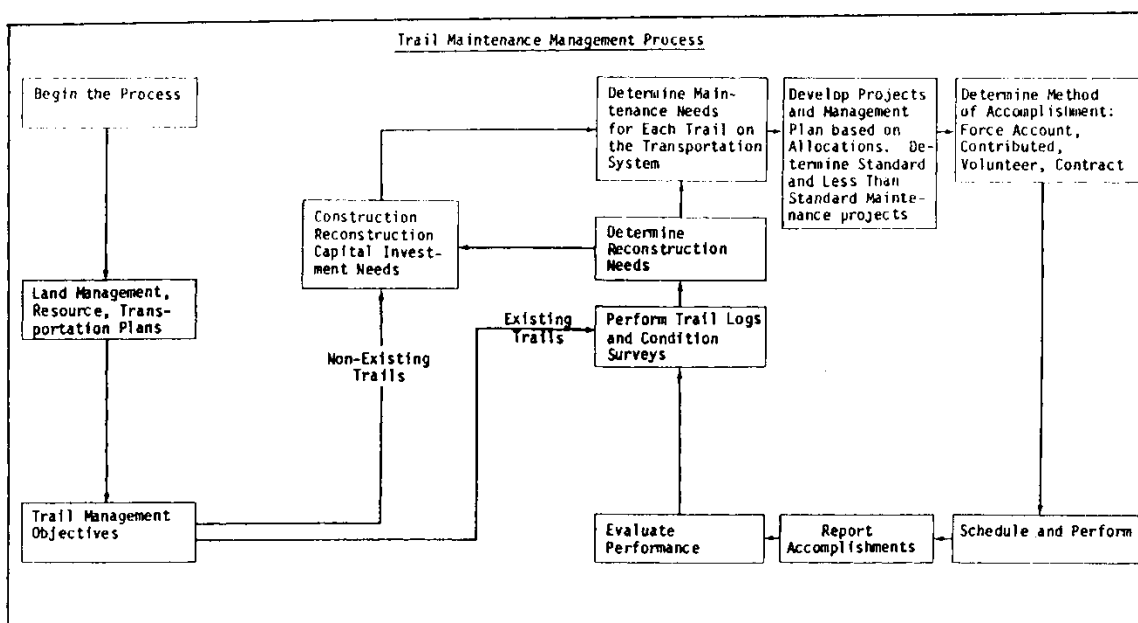 Trail Maintenance Management Process
Begin the Process
Land Management,
Resource, Trans-
portation Plans
Trail Management
Objectives
Non-Existing
Trails
Existing
Trails
Construction
Reconstruction
Capital Invest-
ment Needs
Determine Main-
tenance Needs
for Each Trail on
the Transportation
System
Determine
Reconstruction
Needs
Perform Trail Logs
and Condition
Surveys
Evaluate
Performance
Develop Projects
and Management
Plan based on
Allocations. De-
termine Standard
and Less Than
Standard Mainte-
nance projects
Determine Method
of Accomplishment:
Force Account,
Contributed,
Volunteer, Contract
Schedule and Perform
Report
Accomplishments